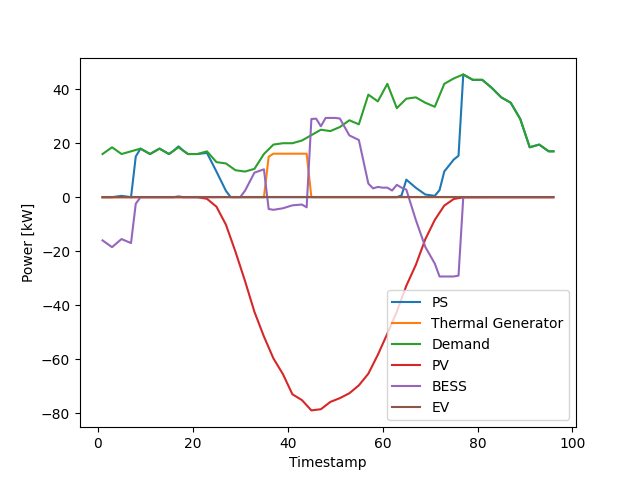 Power [kW]
40
20
0
−20
−40
−60
−80
0 20 40 60 80 100
Timestamp
PS
Thermal Generator
Demand
PV
BESS
EV